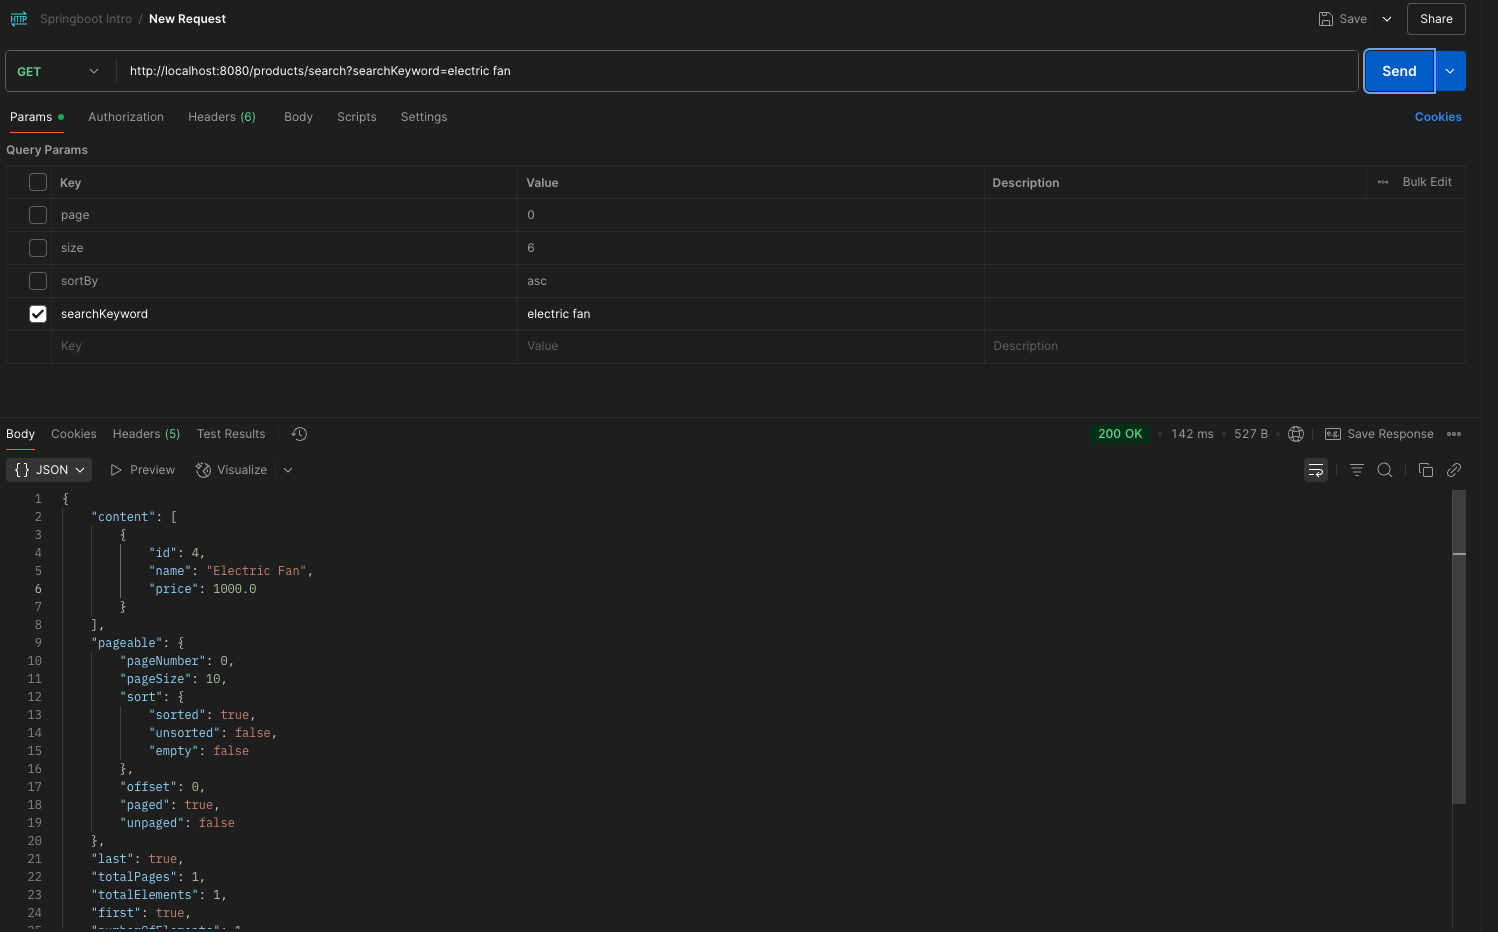 HTTP Springboot Intro / New Request Save Share
GET http://localhost:8080/products/search?searchKeyword=electric fan Send
Params Authorization Headers (6) Body Scripts Settings Cookies
Query Params
Key Value Description Bulk Edit
page 0
size 6
sortBy asc
searchKeyword electric fan
Key Value Description
Body Cookies Headers (5) Test Results 200 OK 142 ms 527 B Save Response
{} JSON Preview Visualize
1 {
2 "content": [
3 {
4 "id": 4,
5 "name": "Electric Fan",
6 "price": 1000.0
7 }
8 ],
9 "pageable": {
10 "pageNumber": 0,
11 "pageSize": 10,
12 "sort": {
13 "sorted": true,
14 "unsorted": false,
15 "empty": false
16 },
17 "offset": 0,
18 "paged": true,
19 "unpaged": false
20 },
21 "last": true,
22 "totalPages": 1,
23 "totalElements": 1,
24 "first": true,
25 "numberOfElements": 1